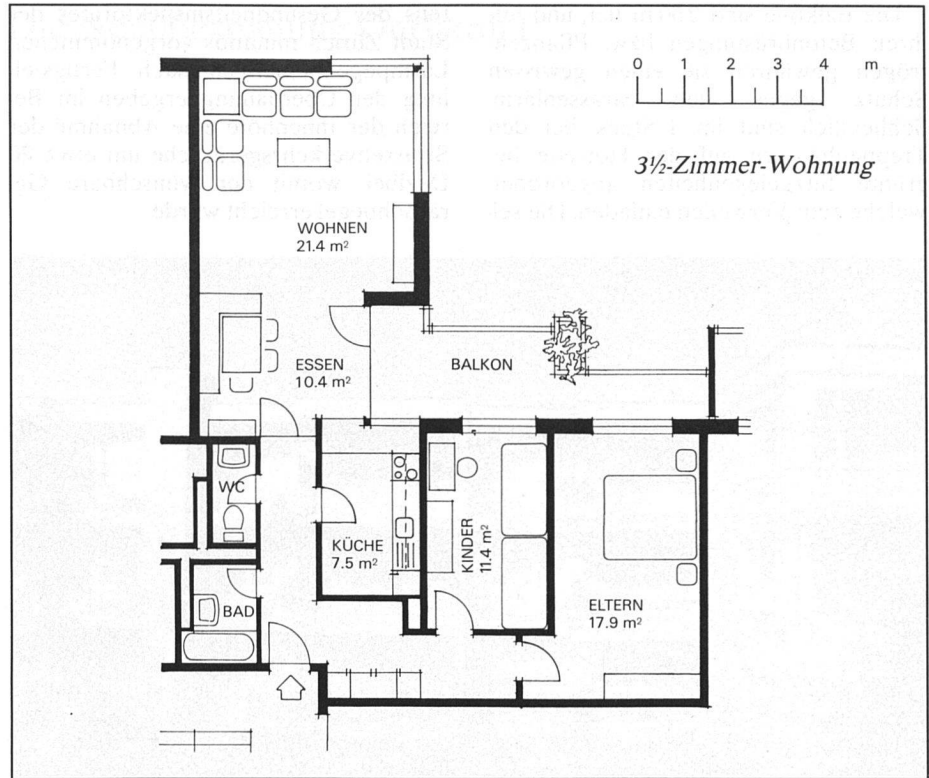 0 1 2 3 4 m
3½-Zimmer-Wohnung
WOHNEN
21.4 m²
ESSEN
10.4 m²
BALKON
WC
KÜCHE
7.5 m²
KINDER
11.4 m²
BAD
ELTERN
17.9 m²